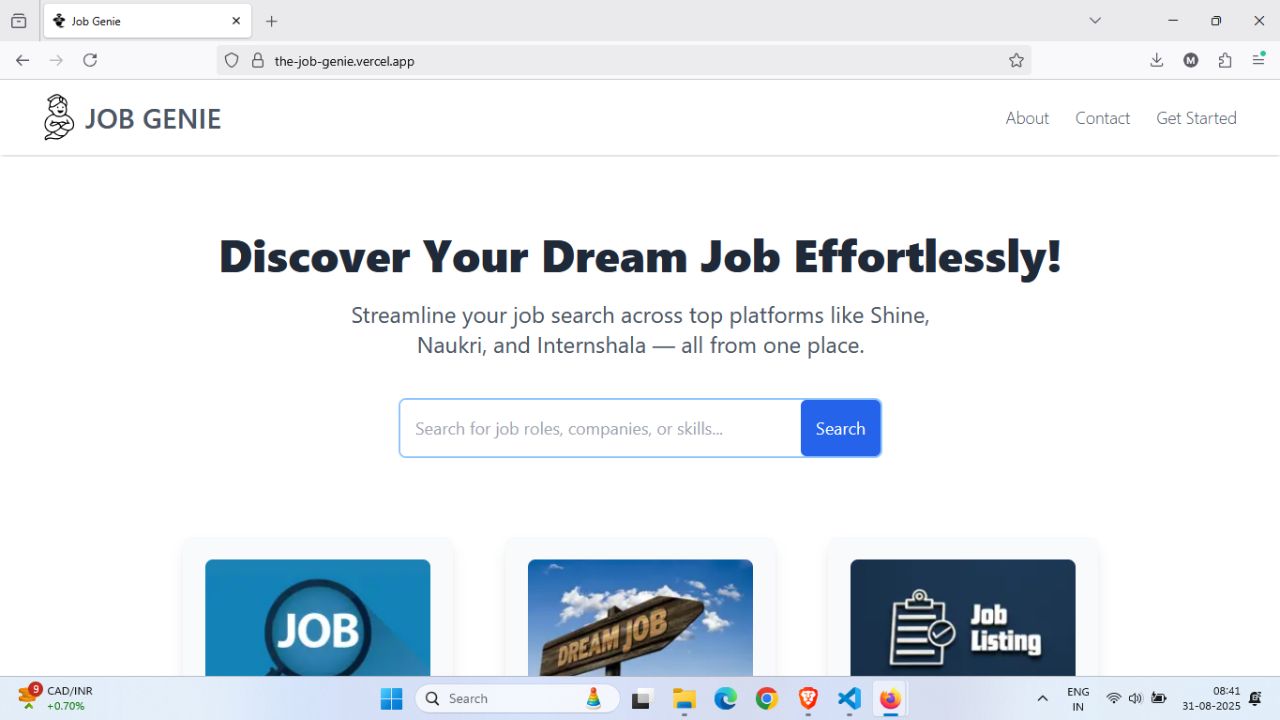 Job Genie
the-job-genie.vercel.app
M
JOB GENIE
About
Contact
Get Started
Discover Your Dream Job Effortlessly!
Streamline your job search across top platforms like Shine,
Naukri, and Internshala — all from one place.
Search for job roles, companies, or skills...
Search
JOB
DREAM JOB
Job
Listing
9
CAD/INR
+0.70%
Search
ENG
IN
08:41
31-08-2025